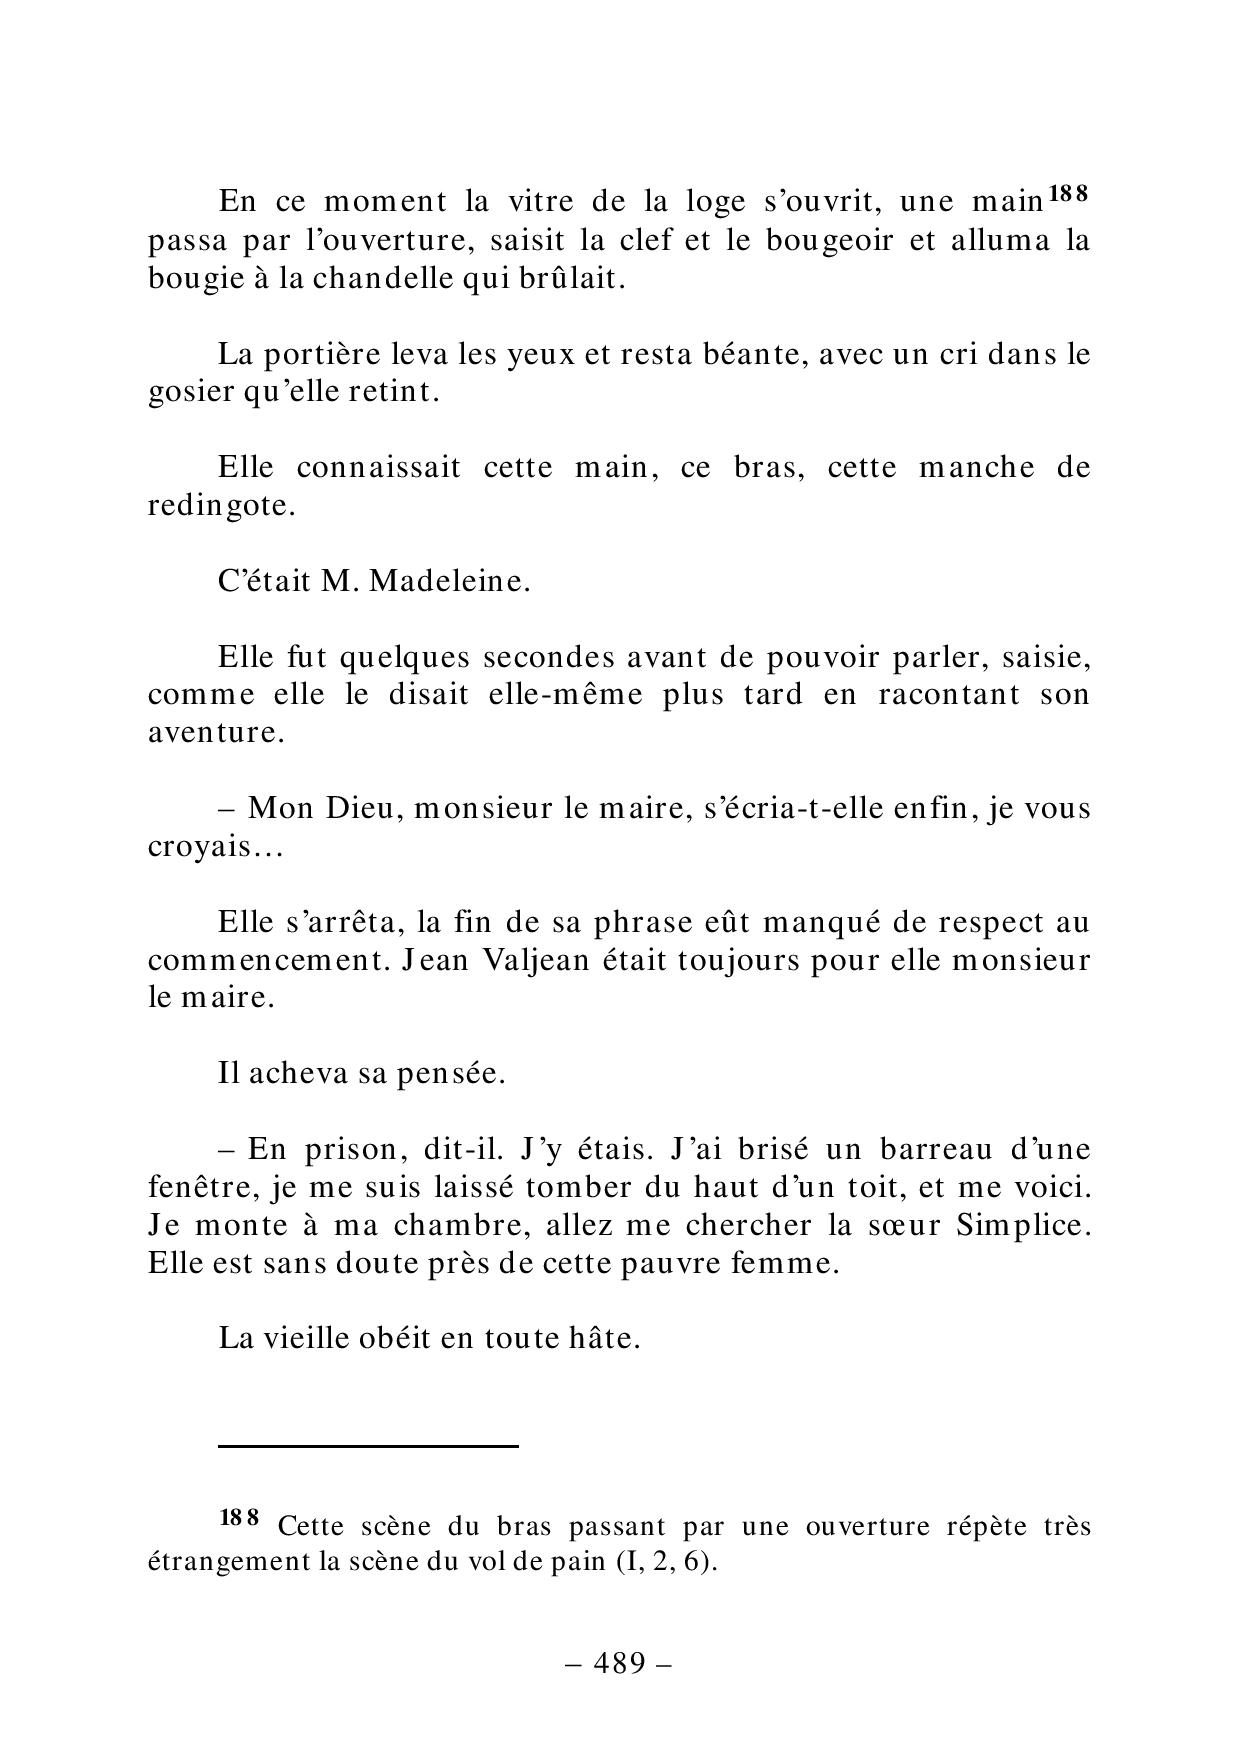 En ce moment la vitre de la loge s’ouvrit, une main188
passa par l’ouverture, saisit la clef et le bougeoir et alluma la
bougie à la chandelle qui brûlait.
La portière leva les yeux et resta béante, avec un cri dans le
gosier qu’elle retint.
Elle connaissait cette main, ce bras, cette manche de
redingote.
C’était M. Madeleine.
Elle fut quelques secondes avant de pouvoir parler, saisie,
comme elle le disait elle-même plus tard en racontant son
aventure.
– Mon Dieu, monsieur le maire, s’écria-t-elle enfin, je vous
croyais…
Elle s’arrêta, la fin de sa phrase eût manqué de respect au
commencement. Jean Valjean était toujours pour elle monsieur
le maire.
Il acheva sa pensée.
– En prison, dit-il. J’y étais. J’ai brisé un barreau d’une
fenêtre, je me suis laissé tomber du haut d’un toit, et me voici.
Je monte à ma chambre, allez me chercher la sœur Simplice.
Elle est sans doute près de cette pauvre femme.
La vieille obéit en toute hâte.
188 Cette scène du bras passant par une ouverture répète très
étrangement la scène du vol de pain (I, 2, 6).
– 489 –